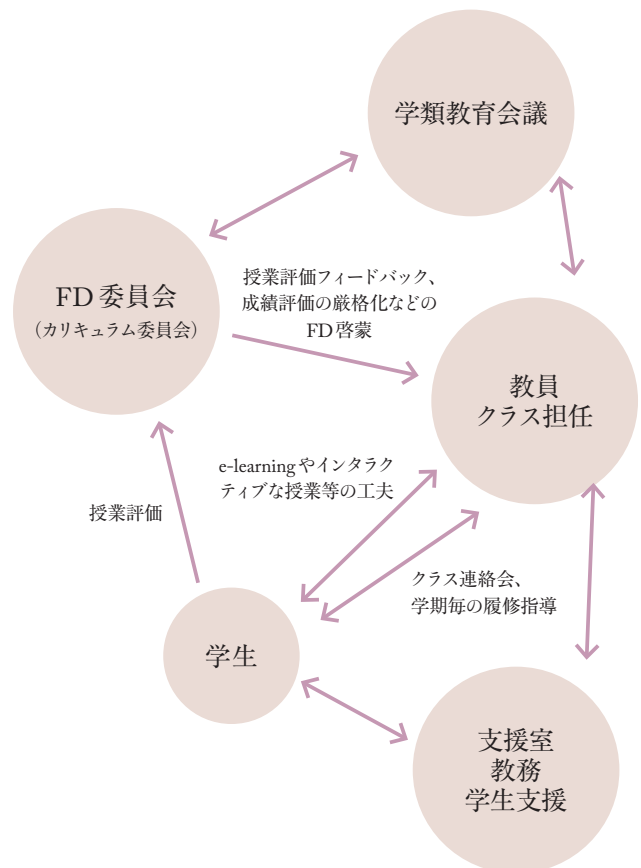 学類教育会議
FD委員会
（カリキュラム委員会）
授業評価フィードバック、
成績評価の厳格化などの
FD啓蒙
教員
クラス担任
e-learningやインタラク
ティブな授業等の工夫
授業評価
クラス連絡会、
学期毎の履修指導
学生
支援室
教務
学生支援